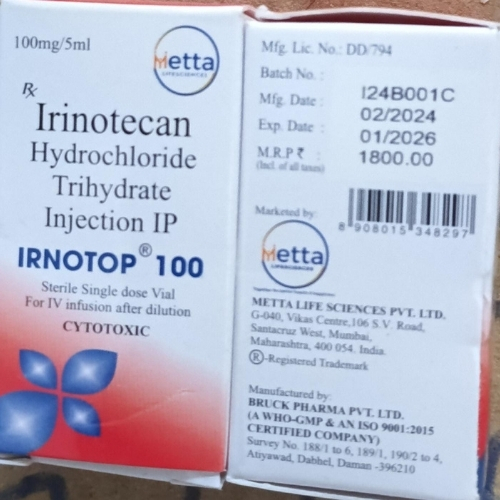 100mg/5ml
Metta
LIFESCIENCES
Rx
Irinotecan
Hydrochloride
Trihydrate
Injection IP
IRNOTOP® 100
Sterile Single dose Vial
For IV infusion after dilution
CYTOTOXIC
Mfg. Lic. No.: DD/794
Batch No. : I24B001C
Mfg. Date : 02/2024
Exp. Date : 01/2026
M.R.P ₹ : 1800.00
(Incl. of all taxes)
8 908015 348297
Marketed by:
Metta
LIFESCIENCES
METTA LIFE SCIENCES PVT. LTD.
G-040, Vikas Centre,106 S.V. Road,
Santacruz West, Mumbai,
Maharashtra, 400 054. India.
®-Registered Trademark
Manufactured by:
BRUCK PHARMA PVT. LTD.
(A WHO-GMP & AN ISO 9001:2015
CERTIFIED COMPANY)
Survey No. 188/1 to 6, 189/1, 190/2 to 4,
Atiyawad, Dabhel, Daman -396210